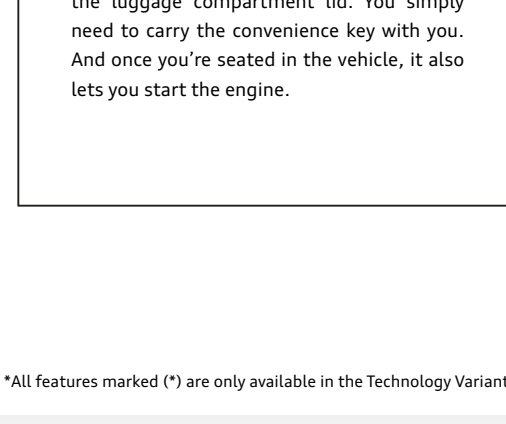 the luggage compartment lid. You simply
need to carry the convenience key with you.
And once you're seated in the vehicle, it also
lets you start the engine.
*All features marked (*) are only available in the Technology Variant